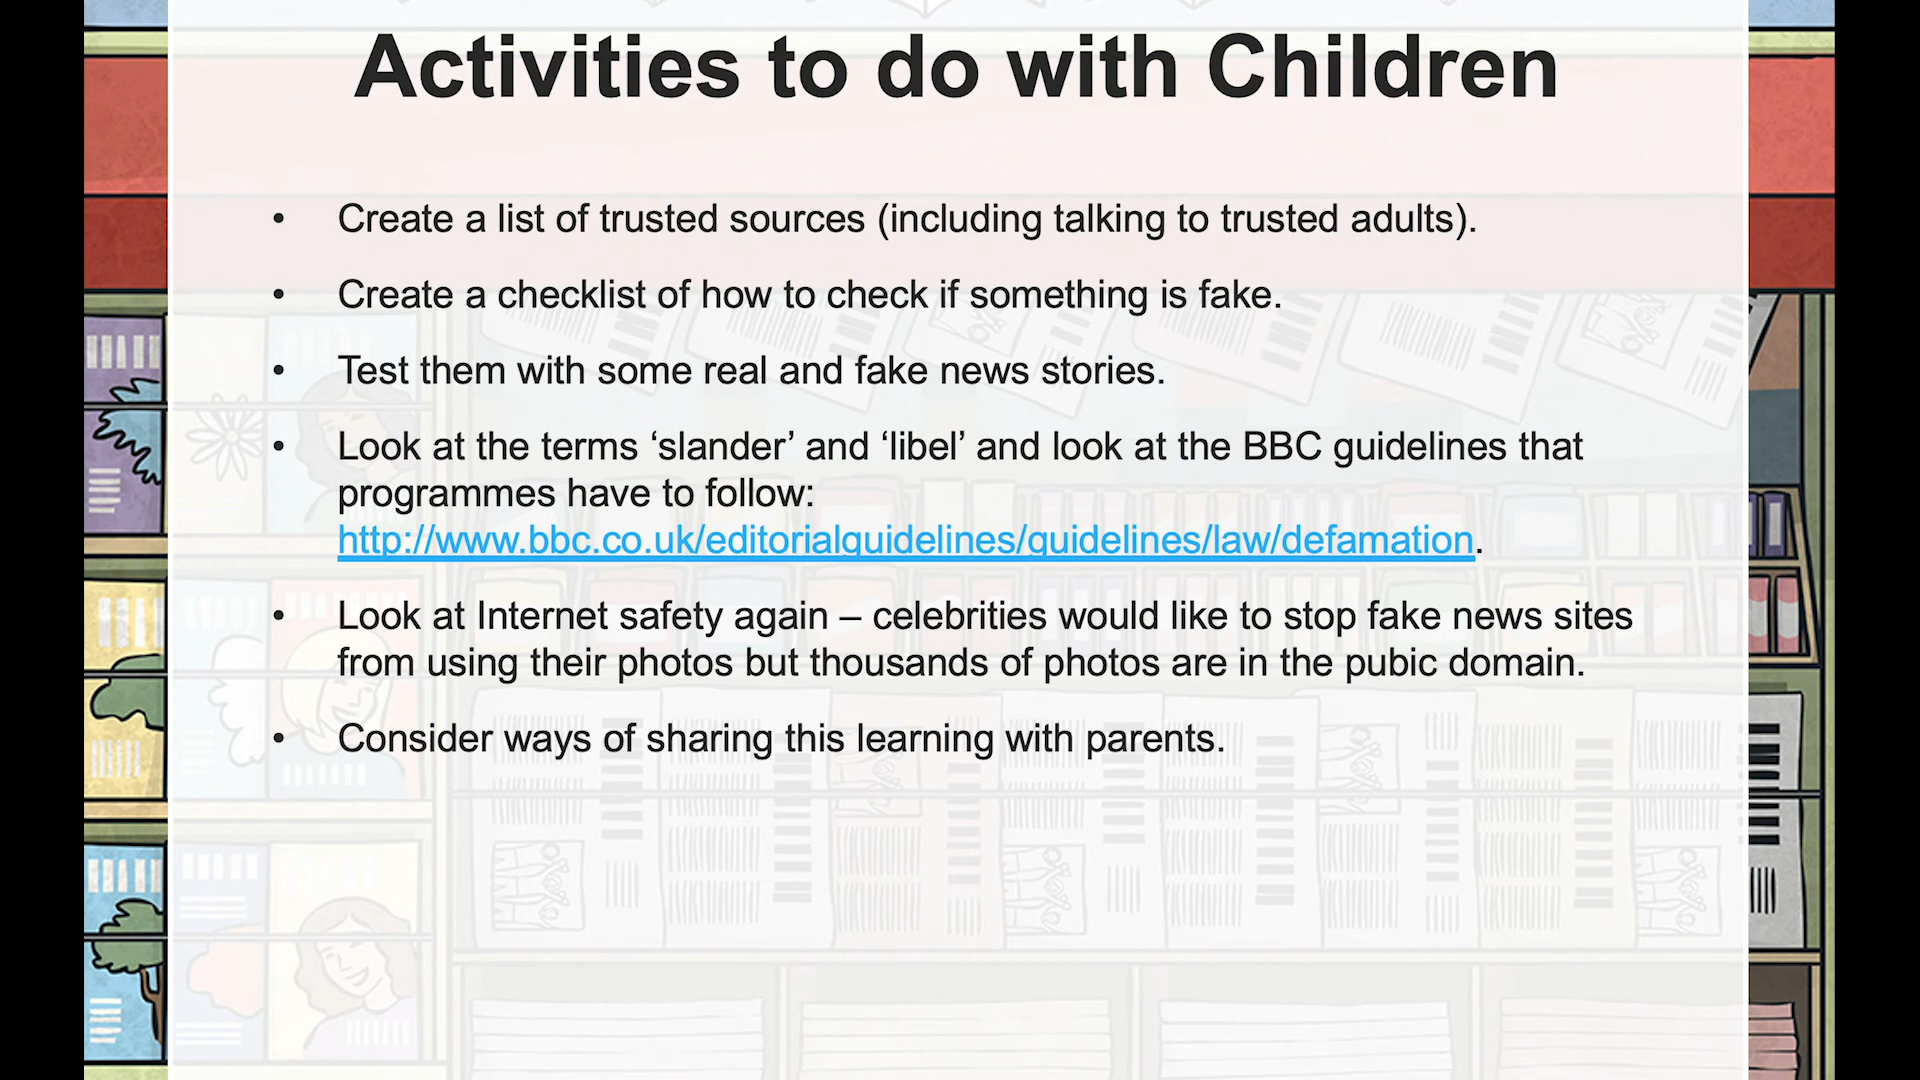 Activities to do with Children
• Create a list of trusted sources (including talking to trusted adults).
• Create a checklist of how to check if something is fake.
• Test them with some real and fake news stories.
• Look at the terms ‘slander’ and ‘libel’ and look at the BBC guidelines that
programmes have to follow:
http://www.bbc.co.uk/editorialguidelines/guidelines/law/defamation.
• Look at Internet safety again – celebrities would like to stop fake news sites
from using their photos but thousands of photos are in the pubic domain.
• Consider ways of sharing this learning with parents.